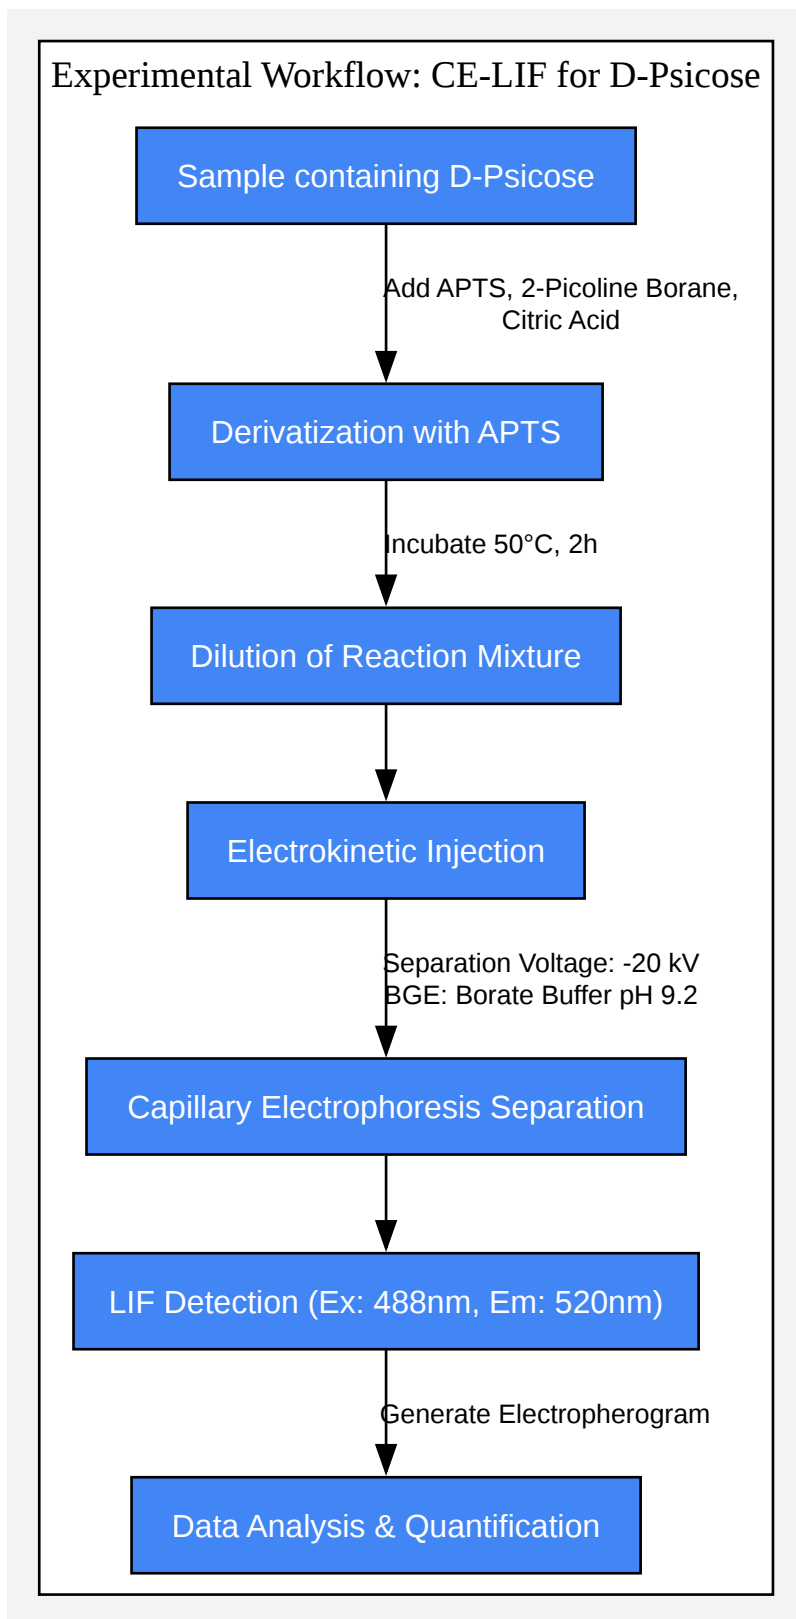 Experimental Workflow: CE-LIF for D-Psicose
Sample containing D-Psicose
Add APTS, 2-Picoline Borane,
Citric Acid
Derivatization with APTS
Incubate 50°C, 2h
Dilution of Reaction Mixture
Electrokinetic Injection
Separation Voltage: -20 kV
BGE: Borate Buffer pH 9.2
Capillary Electrophoresis Separation
LIF Detection (Ex: 488nm, Em: 520nm)
Generate Electropherogram
Data Analysis & Quantification